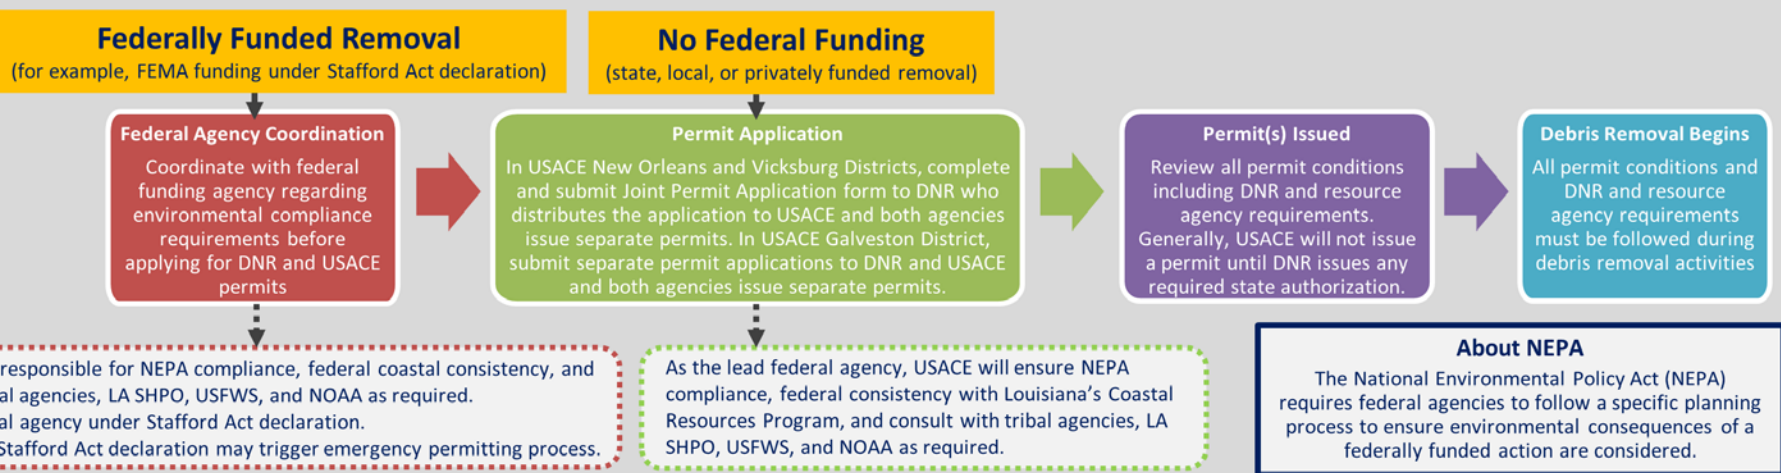 Federally Funded Removal
(for example, FEMA funding under Stafford Act declaration)
No Federal Funding
(state, local, or privately funded removal)
Federal Agency Coordination
Coordinate with federal
funding agency regarding
environmental compliance
requirements before
applying for DNR and USACE
permits
Permit Application
In USACE New Orleans and Vicksburg Districts, complete
and submit Joint Permit Application form to DNR who
distributes the application to USACE and both agencies
issue separate permits. In USACE Galveston District,
submit separate permit applications to DNR and USACE
and both agencies issue separate permits.
Permit(s) Issued
Review all permit conditions
including DNR and resource
agency requirements.
Generally, USACE will not issue
a permit until DNR issues any
required state authorization.
Debris Removal Begins
All permit conditions and
DNR and resource
agency requirements
must be followed during
debris removal activities
responsible for NEPA compliance, federal coastal consistency, and
al agencies, LA SHPO, USFWS, and NOAA as required.
al agency under Stafford Act declaration.
Stafford Act declaration may trigger emergency permitting process.
As the lead federal agency, USACE will ensure NEPA
compliance, federal consistency with Louisiana's Coastal
Resources Program, and consult with tribal agencies, LA
SHPO, USFWS, and NOAA as required.
About NEPA
The National Environmental Policy Act (NEPA)
requires federal agencies to follow a specific planning
process to ensure environmental consequences of a
federally funded action are considered.